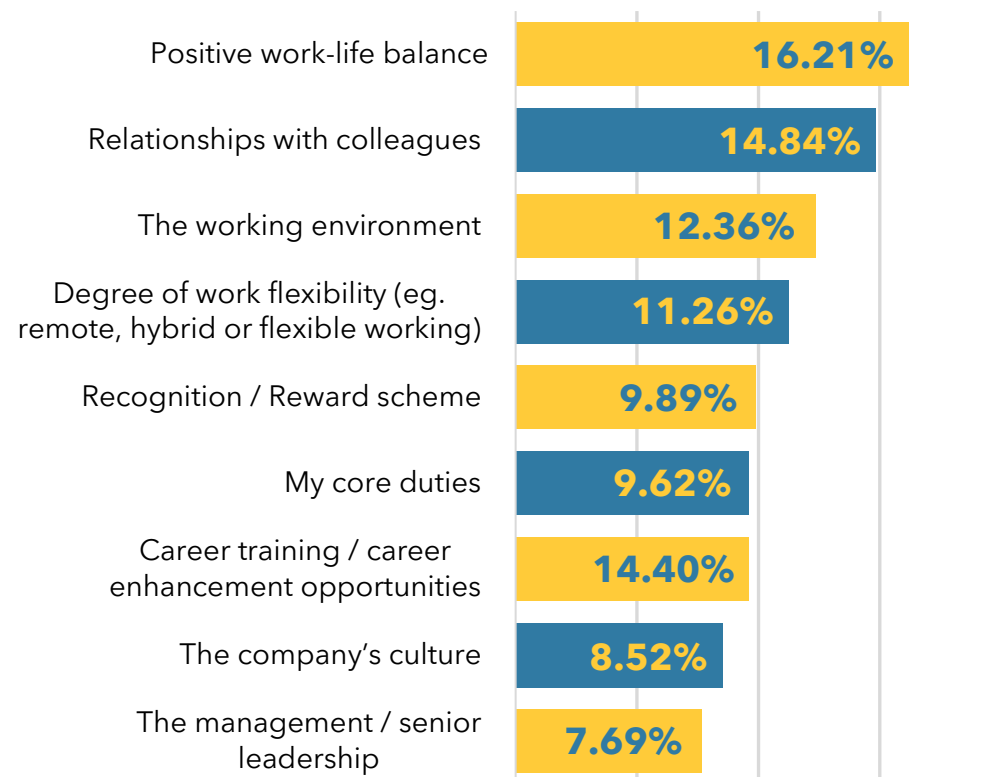 Positive work-life balance
16.21%
Relationships with colleagues
14.84%
The working environment
12.36%
Degree of work flexibility (eg.
remote, hybrid or flexible working)
11.26%
Recognition / Reward scheme
9.89%
My core duties
9.62%
Career training / career
enhancement opportunities
14.40%
The company’s culture
8.52%
The management / senior
leadership
7.69%